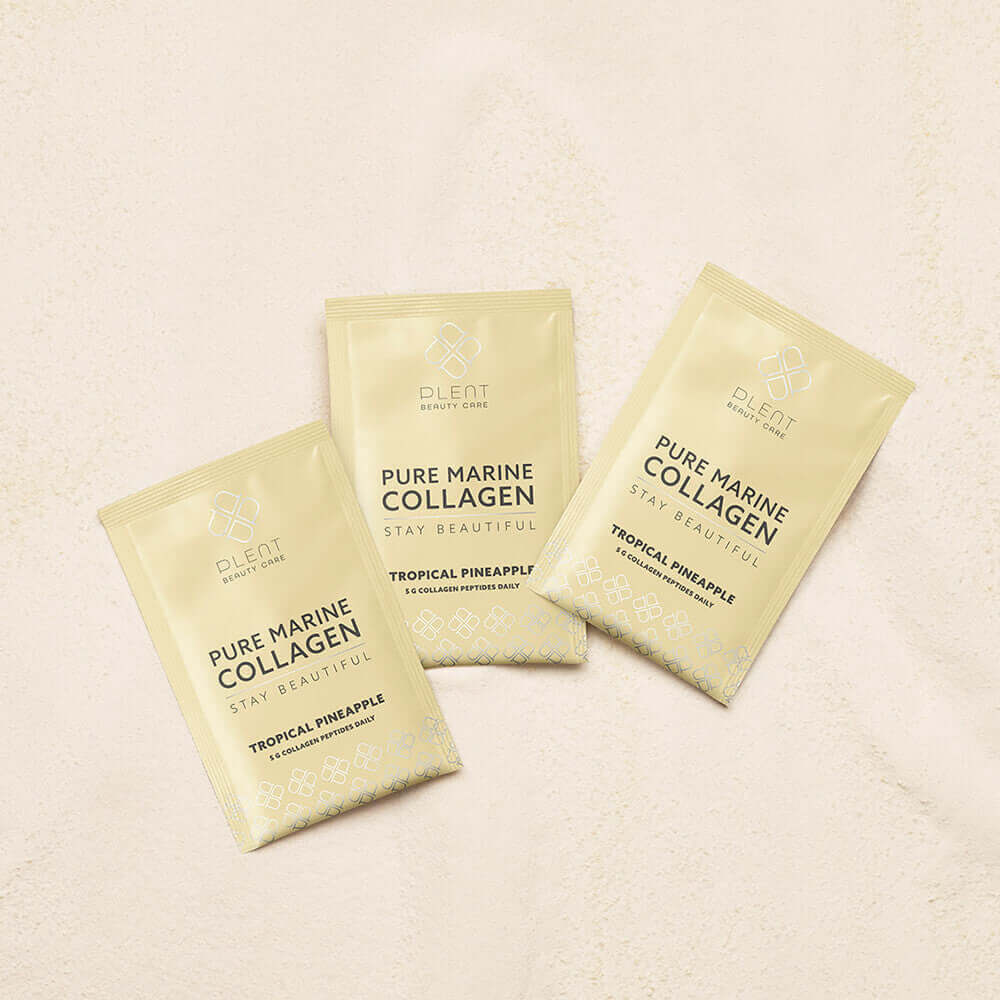 PLENT
BEAUTY CARE
PURE MARINE
COLLAGEN
STAY BEAUTIFUL
TROPICAL PINEAPPLE
5 G COLLAGEN PEPTIDES DAILY
PLENT
BEAUTY CARE
PURE MARINE
COLLAGEN
STAY BEAUTIFUL
TROPICAL PINEAPPLE
5 G COLLAGEN PEPTIDES DAILY
PLENT
BEAUTY CARE
PURE MARINE
COLLAGEN
STAY BEAUTIFUL
TROPICAL PINEAPPLE
5 G COLLAGEN PEPTIDES DAILY